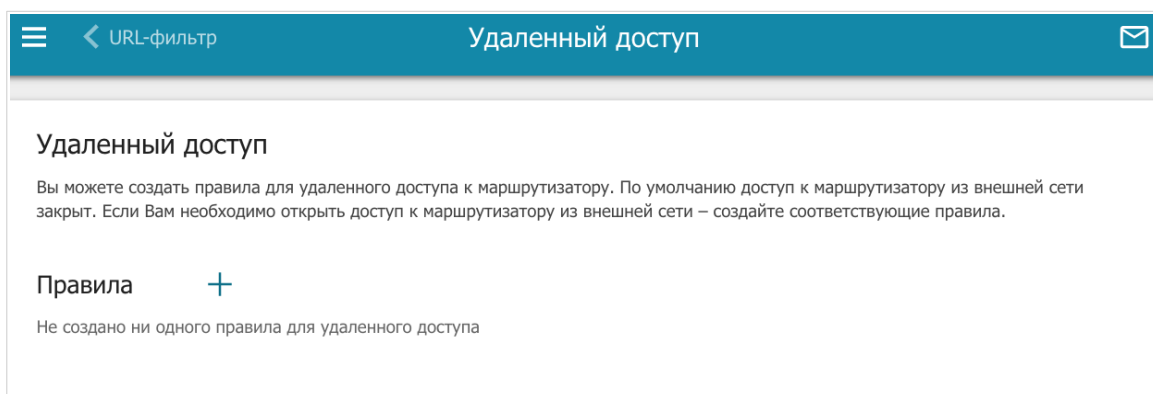 URL-фильтр
Удаленный доступ
Удаленный доступ
Вы можете создать правила для удаленного доступа к маршрутизатору. По умолчанию доступ к маршрутизатору из внешней сети
закрыт. Если Вам необходимо открыть доступ к маршрутизатору из внешней сети – создайте соответствующие правила.
Правила
Не создано ни одного правила для удаленного доступа